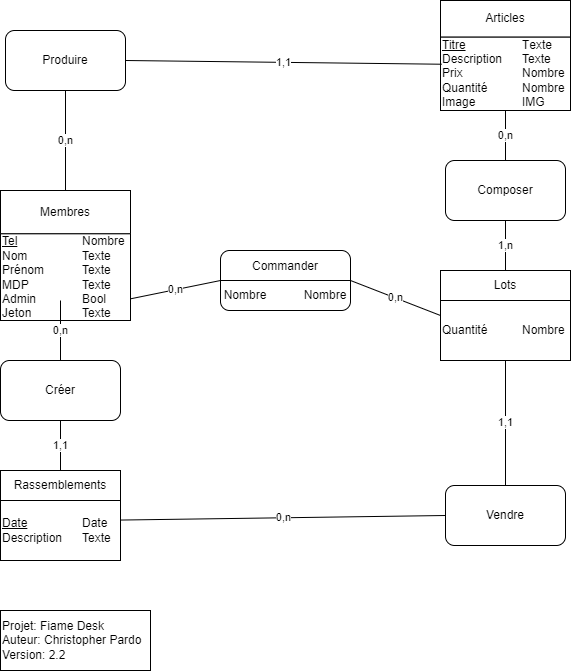 Articles
Titre Texte
Description Texte
Prix Nombre
Quantité Nombre
Image IMG
Produire
1,1
0,n
0,n
Composer
1,n
Membres
Tel Nombre
Nom Texte
Prénom Texte
MDP Texte
Admin Bool
Jeton Texte
Commander
Nombre Nombre
0,n
0,n
Lots
Quantité Nombre
0,n
Créer
1,1
1,1
Rassemblements
Date Date
Description Texte
0,n
Vendre
Projet: Fiame Desk
Auteur: Christopher Pardo
Version: 2.2